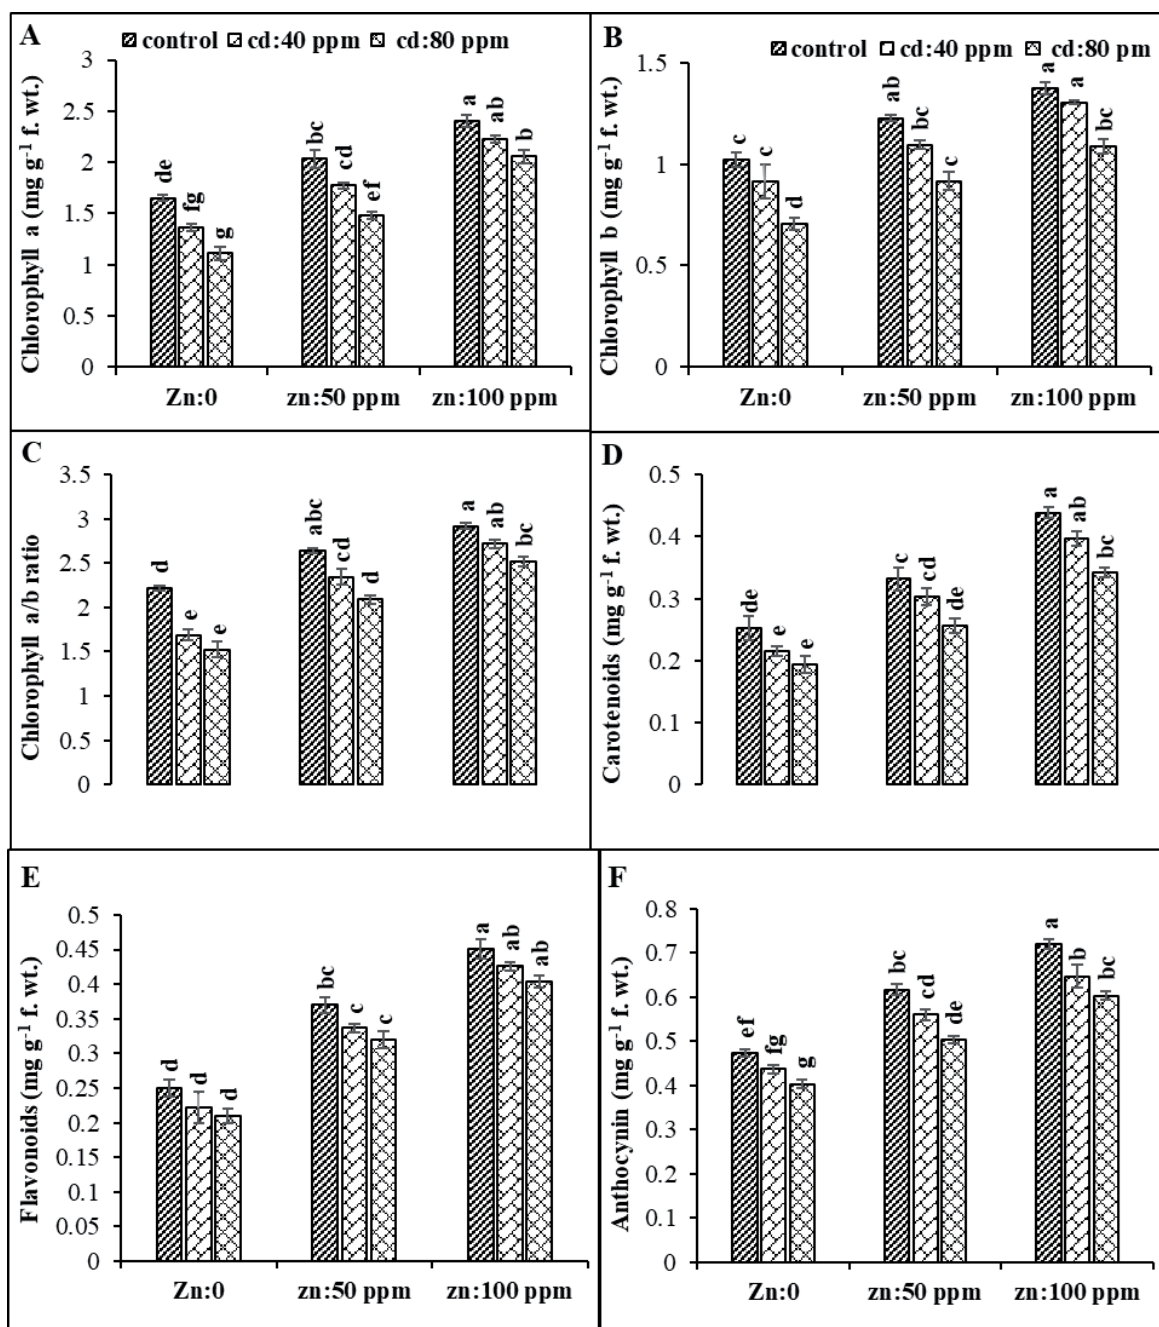 A
control cd:40 ppm cd:80 ppm
Chlorophyll a (mg g⁻¹ f. wt.)
3
2.5
2
1.5
1
0.5
0
de fg g
bc cd ef
a ab b
Zn:0 zn:50 ppm zn:100 ppm
B
control cd:40 ppm cd:80 pm
Chlorophyll b (mg g⁻¹ f. wt.)
1.5
1
0.5
0
c c d
ab bc c
a a bc
Zn:0 zn:50 ppm zn:100 ppm
C
Chlorophyll a/b ratio
3.5
3
2.5
2
1.5
1
0.5
0
d e e
abc cd d
a ab bc
D
Carotenoids (mg g⁻¹ f. wt.)
0.5
0.4
0.3
0.2
0.1
0
de e e
c cd de
a ab bc
E
Flavonoids (mg g⁻¹ f. wt.)
0.5
0.45
0.4
0.35
0.3
0.25
0.2
0.15
0.1
0.05
0
d d d
bc c c
a ab ab
Zn:0 zn:50 ppm zn:100 ppm
F
Anthocynin (mg g⁻¹ f. wt.)
0.8
0.7
0.6
0.5
0.4
0.3
0.2
0.1
0
ef fg g
bc cd de
a b bc
Zn:0 zn:50 ppm zn:100 ppm